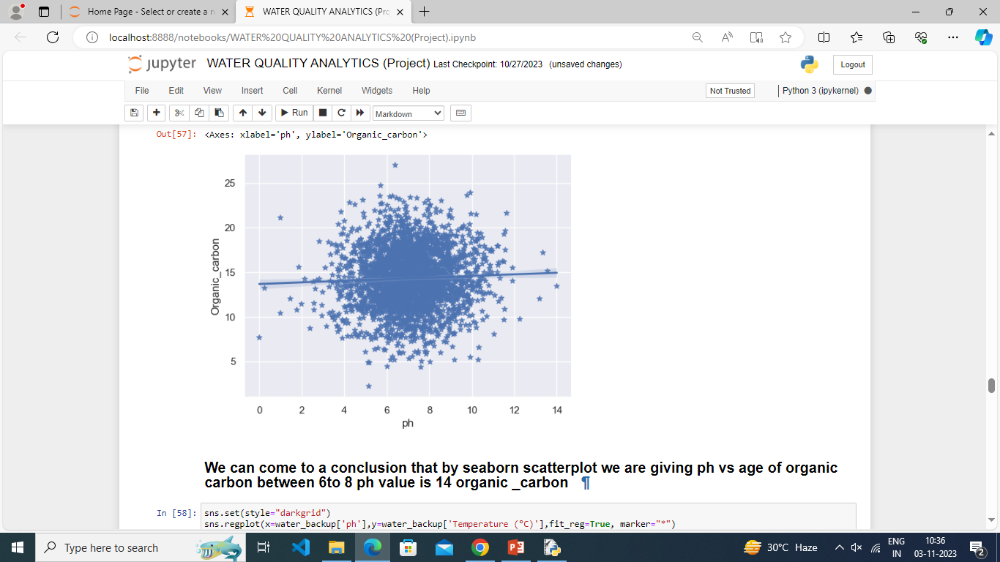 Home Page - Select or create a n
WATER QUALITY ANALYTICS (Pro
localhost:8888/notebooks/WATER%20QUALITY%20ANALYTICS%20(Project).ipynb
jupyter WATER QUALITY ANALYTICS (Project) Last Checkpoint: 10/27/2023 (unsaved changes)
Logout
File Edit View Insert Cell Kernel Widgets Help
Not Trusted
Python 3 (ipykernel)
Run
Markdown
Out[57]: <Axes: xlabel='ph', ylabel='Organic_carbon'>
25
20
15
10
5
Organic_carbon
0 2 4 6 8 10 12 14
ph
We can come to a conclusion that by seaborn scatterplot we are giving ph vs age of organic
carbon between 6to 8 ph value is 14 organic _carbon ¶
In [58]: sns.set(style="darkgrid")
sns.regplot(x=water_backup['ph'],y=water_backup['Temperature (°C)'],fit_reg=True, marker="*")
Type here to search
30°C Haze
ENG
IN
10:36
03-11-2023
2